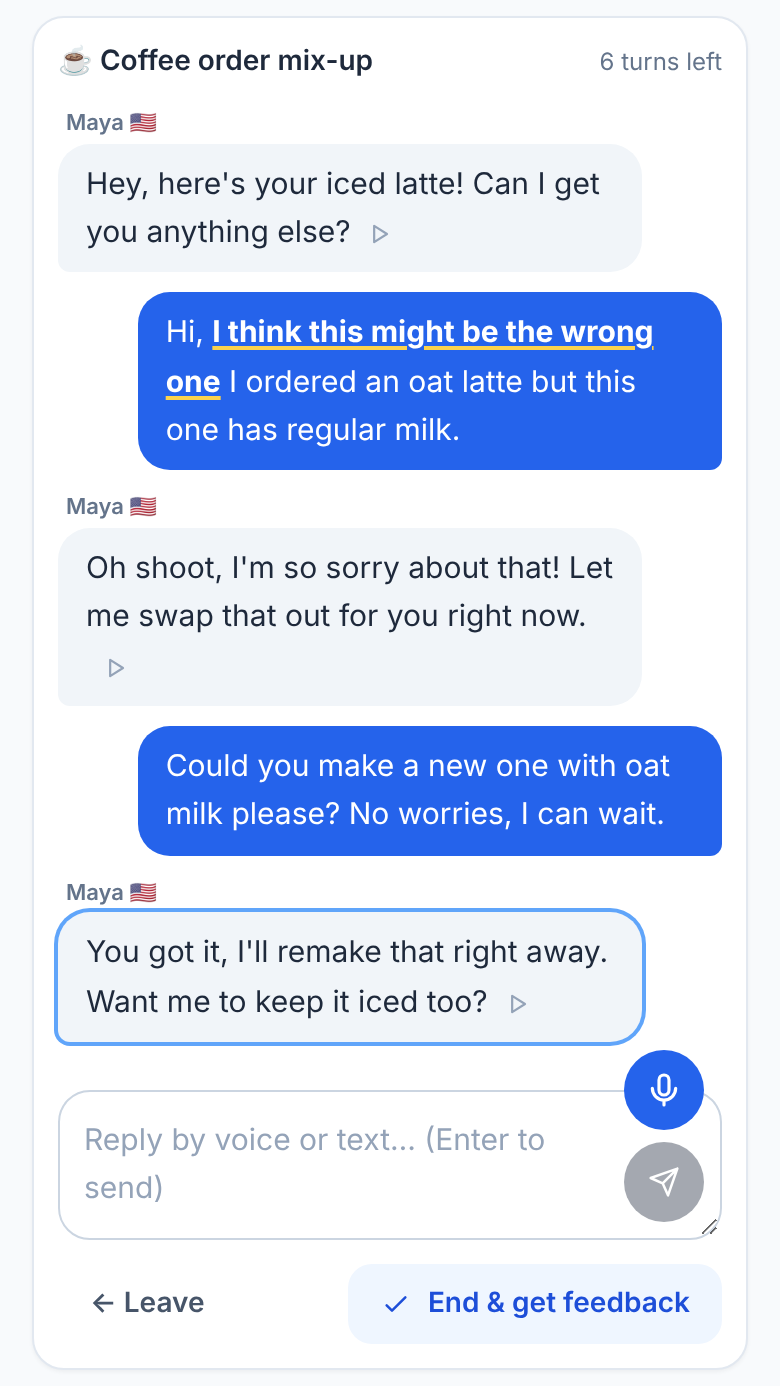 ☕ Coffee order mix-up
6 turns left
Maya 🇺🇸
Hey, here's your iced latte! Can I get
you anything else?
Hi, I think this might be the wrong
one I ordered an oat latte but this
one has regular milk.
Maya 🇺🇸
Oh shoot, I'm so sorry about that! Let
me swap that out for you right now.
Could you make a new one with oat
milk please? No worries, I can wait.
Maya 🇺🇸
You got it, I'll remake that right away.
Want me to keep it iced too?
Reply by voice or text... (Enter to
send)
← Leave
✓ End & get feedback